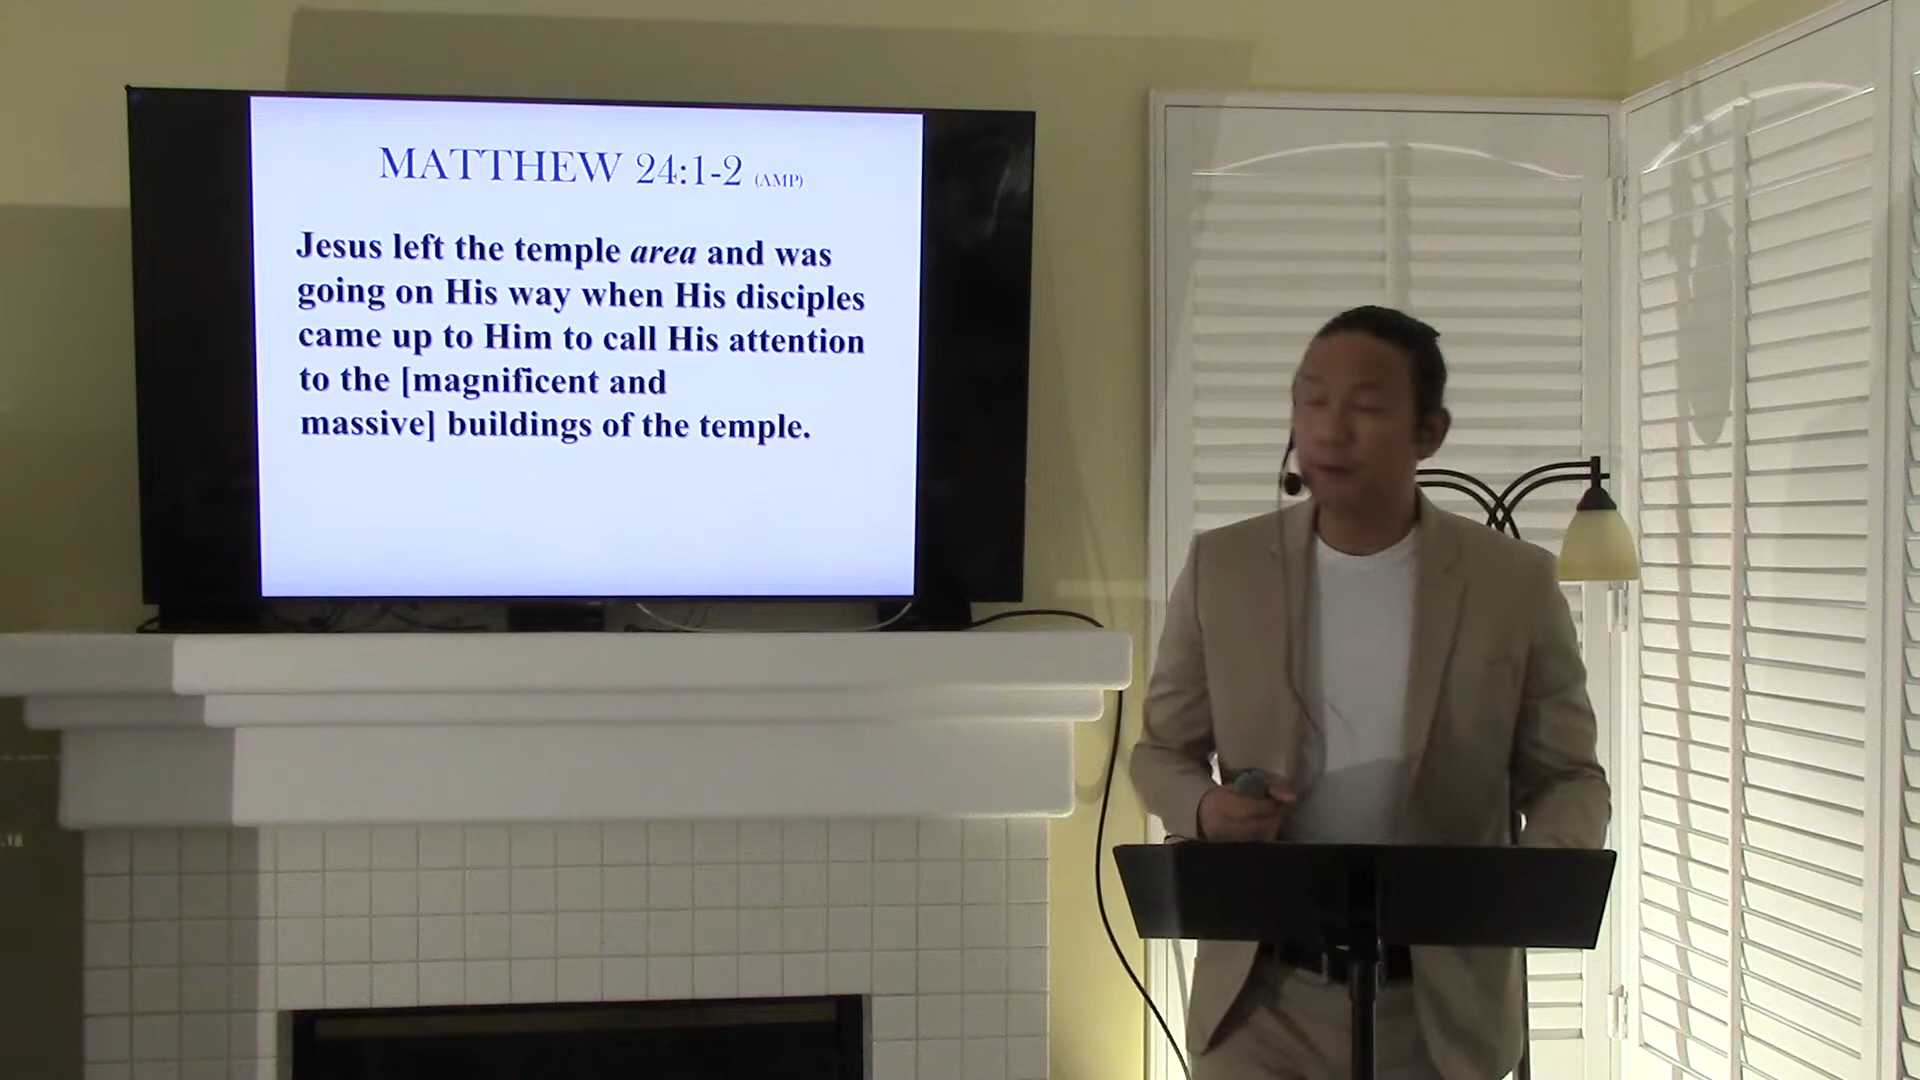 MATTHEW 24:1-2 (AMP)
Jesus left the temple area and was
going on His way when His disciples
came up to Him to call His attention
to the [magnificent and
massive] buildings of the temple.